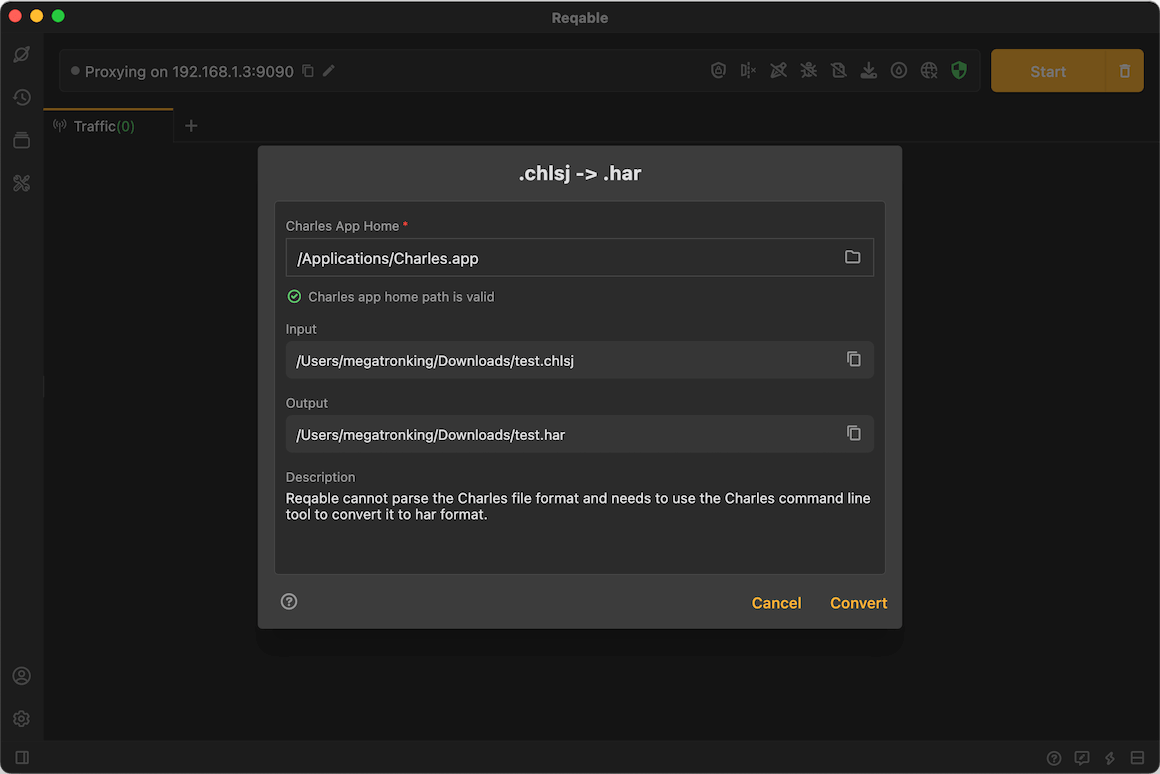 Reqable
Proxying on 192.168.1.3:9090
Start
Traffic(0)
.chlsj -> .har
Charles App Home *
/Applications/Charles.app
Charles app home path is valid
Input
/Users/megatronking/Downloads/test.chlsj
Output
/Users/megatronking/Downloads/test.har
Description
Reqable cannot parse the Charles file format and needs to use the Charles command line
tool to convert it to har format.
Cancel
Convert